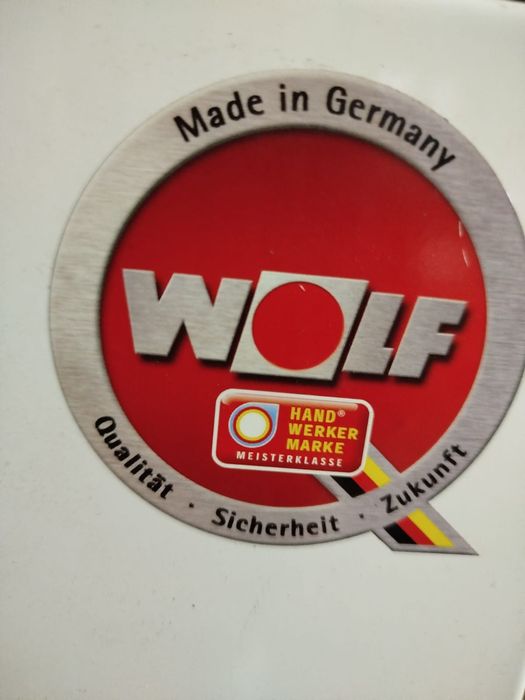 Made in Germany
WOLF
HAND®
WERKER
MARKE
MEISTERKLASSE
Qualität · Sicherheit · Zukunft